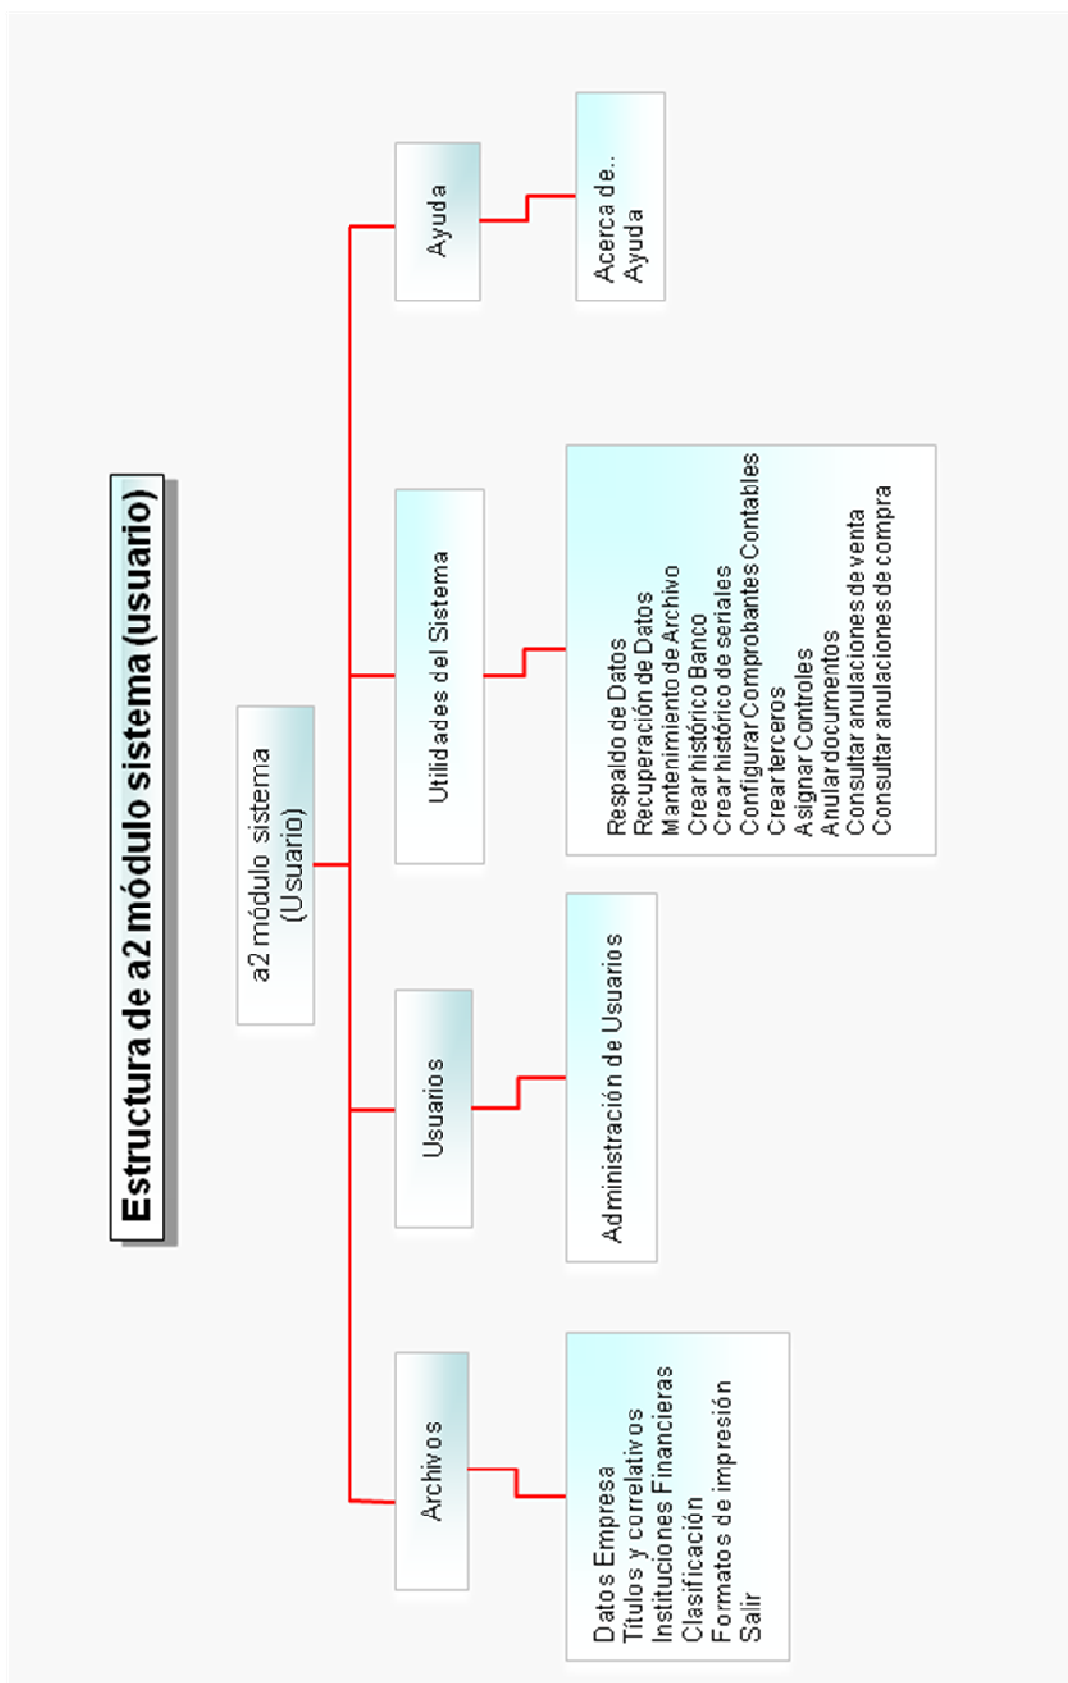 Estructura de a2 módulo sistema (usuario)
a2 módulo sistema
(Usuario)
Archivos
Usuarios
Utilidades del Sistema
Ayuda
Datos Empresa
Títulos y correlativos
Instituciones Financieras
Clasificación
Formatos de impresión
Salir
Administración de Usuarios
Respaldo de Datos
Recuperación de Datos
Mantenimiento de Archivo
Crear histórico Banco
Crear histórico de seriales
Configurar Comprobantes Contables
Crear terceros
Asignar Controles
Anular documentos
Consultar anulaciones de venta
Consultar anulaciones de compra
Acerca de..
Ayuda